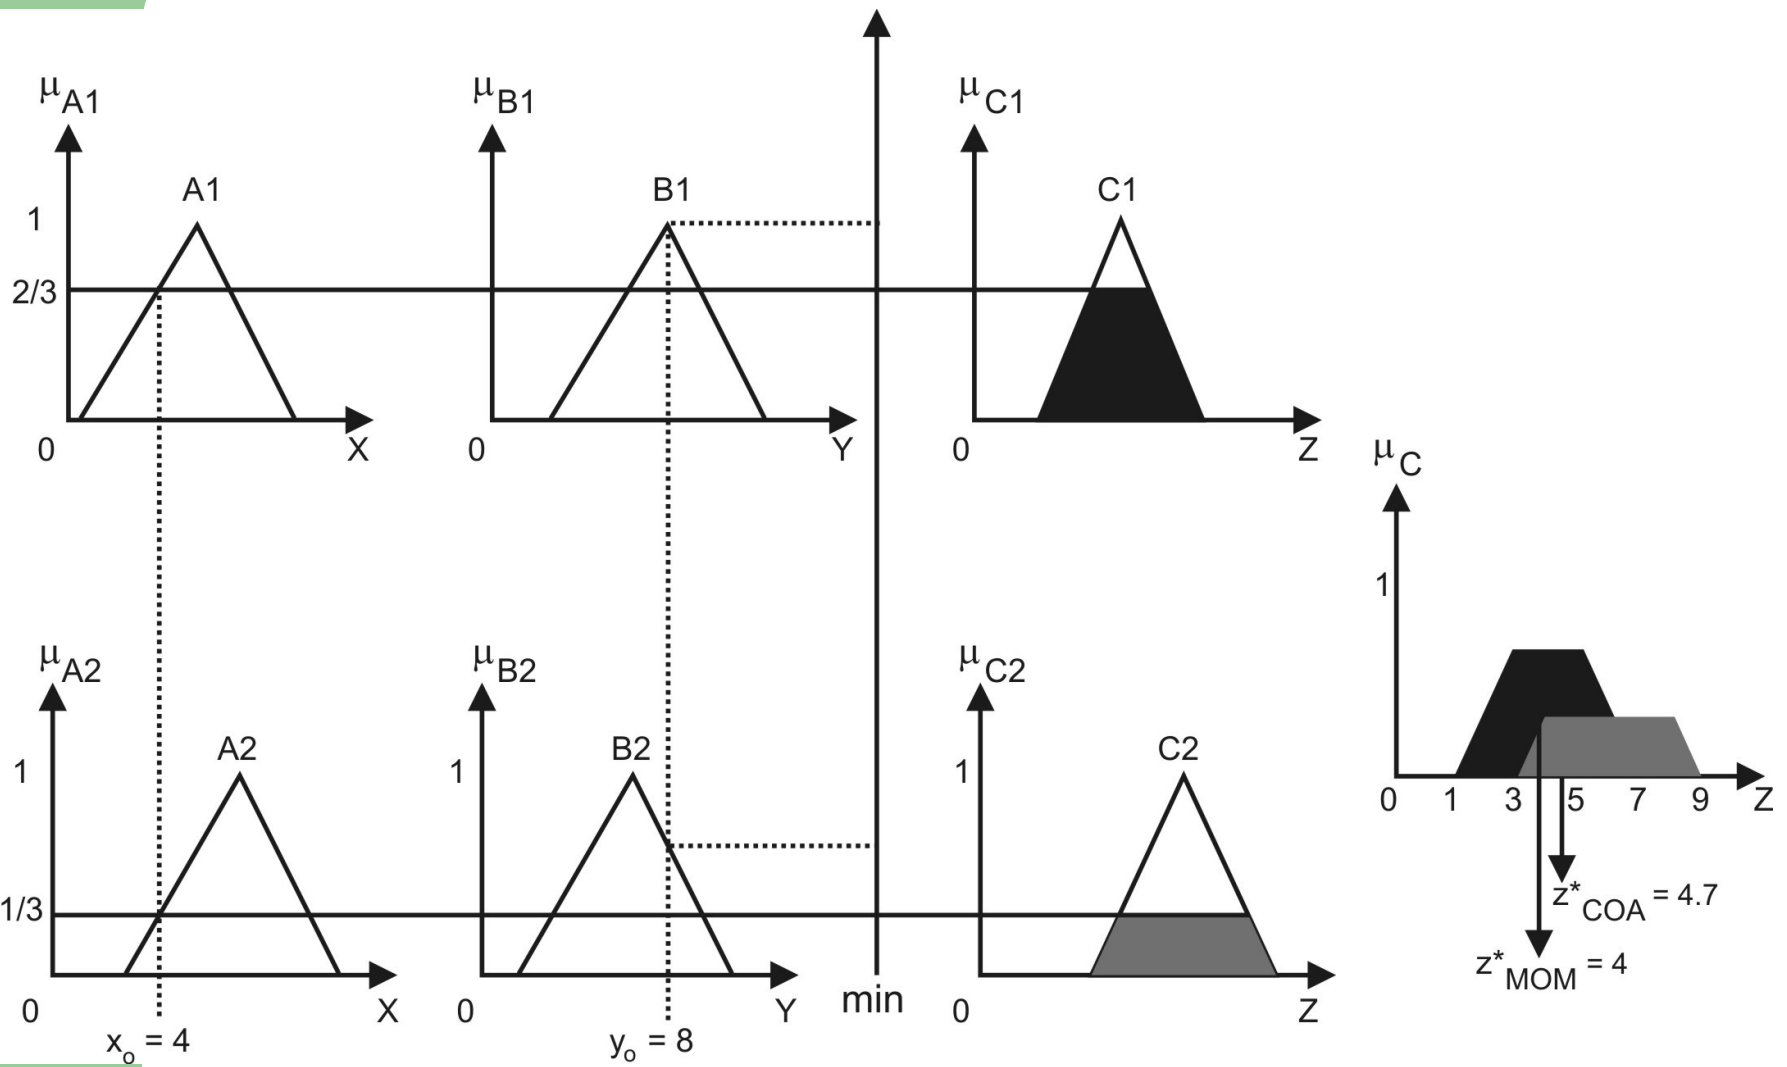 μA1 μB1 μC1
A1 B1 C1
1
2/3
0 X 0 Y 0 Z
μC
1
μA2 μB2 μC2
A2 B2 C2
1 1 1
0 1 3 5 7 9 Z
1/3
z*COA = 4.7
z*MOM = 4
0 X 0 Y min 0 Z
xo = 4 yo = 8